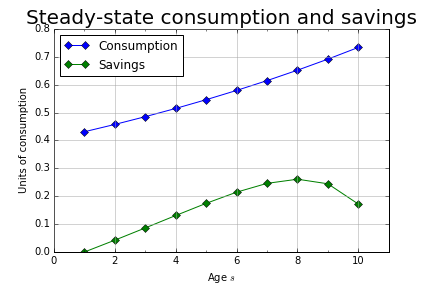 Steady-state consumption and savings
Consumption
Savings
Units of consumption
0.8
0.7
0.6
0.5
0.4
0.3
0.2
0.1
0.0
0 2 4 6 8 10
Age s